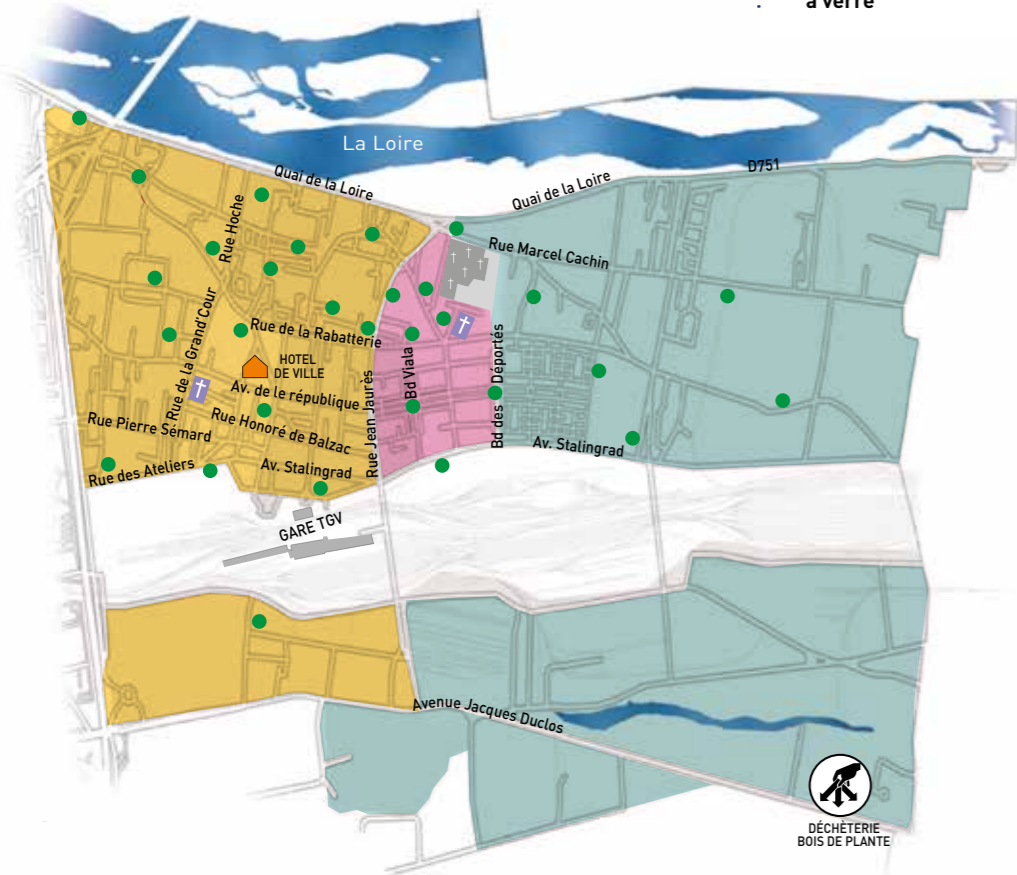 à verre
La Loire
Quai de la Loire
Quai de la Loire
D751
Rue Hoche
Rue Marcel Cachin
Rue de la Grand'Cour
Rue de la Rabatterie
HOTEL
DE VILLE
Bd Viala
Bd des Déportés
Av. de le république
Rue Jean Jaurès
Rue Pierre Sémard
Rue Honoré de Balzac
Av. Stalingrad
Rue des Ateliers
Av. Stalingrad
GARE TGV
Avenue Jacques Duclos
DÉCHÈTERIE
BOIS DE PLANTE